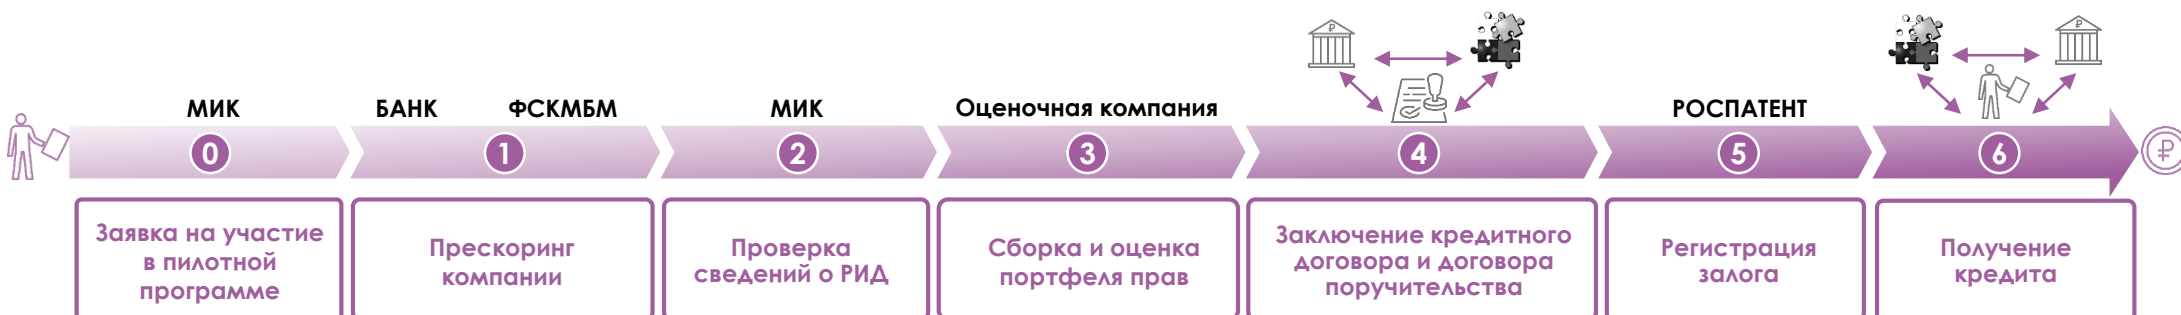 МИК
БАНК ФСКМБМ
МИК
Оценочная компания
РОСПАТЕНТ
0
1
2
3
4
5
6
Заявка на участие
в пилотной
программе
Прескоринг
компании
Проверка
сведений о РИД
Сборка и оценка
портфеля прав
Заключение кредитного
договора и договора
поручительства
Регистрация
залога
Получение
кредита